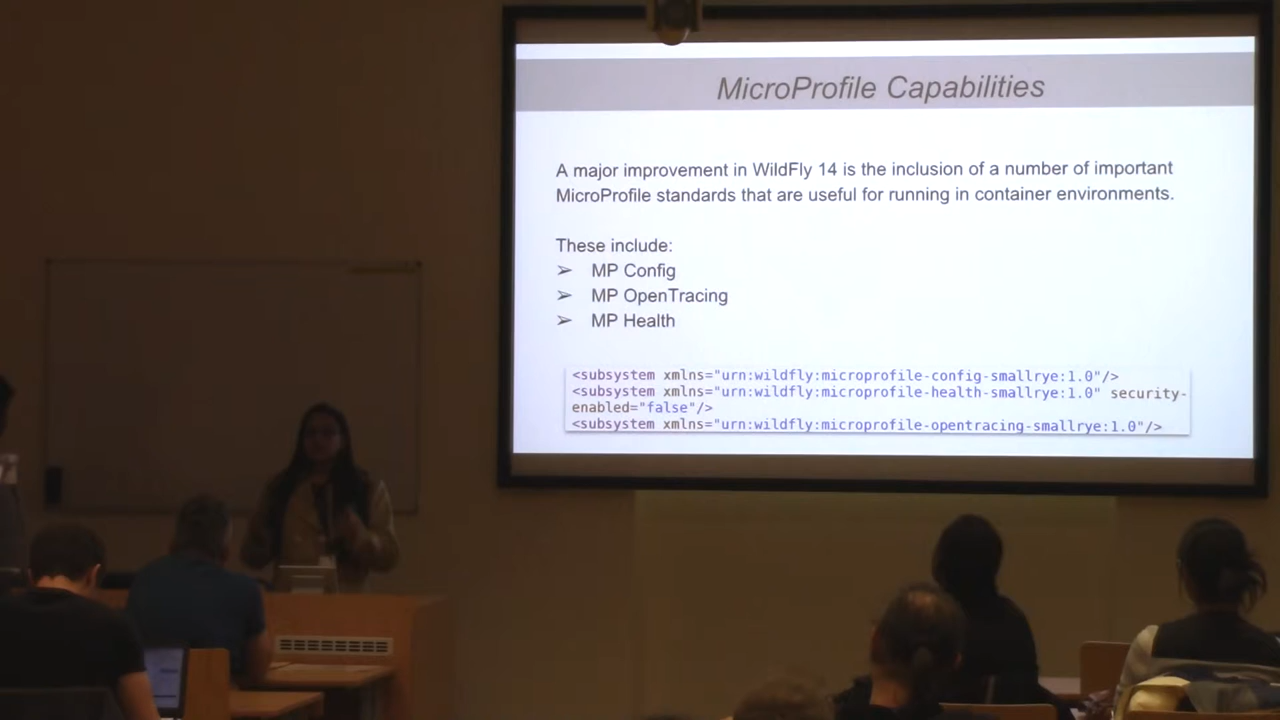 MicroProfile Capabilities
A major improvement in WildFly 14 is the inclusion of a number of important
MicroProfile standards that are useful for running in container environments.
These include:
➢ MP Config
➢ MP OpenTracing
➢ MP Health
<subsystem xmlns="urn:wildfly:microprofile-config-smallrye:1.0"/>
<subsystem xmlns="urn:wildfly:microprofile-health-smallrye:1.0" security-
enabled="false"/>
<subsystem xmlns="urn:wildfly:microprofile-opentracing-smallrye:1.0"/>